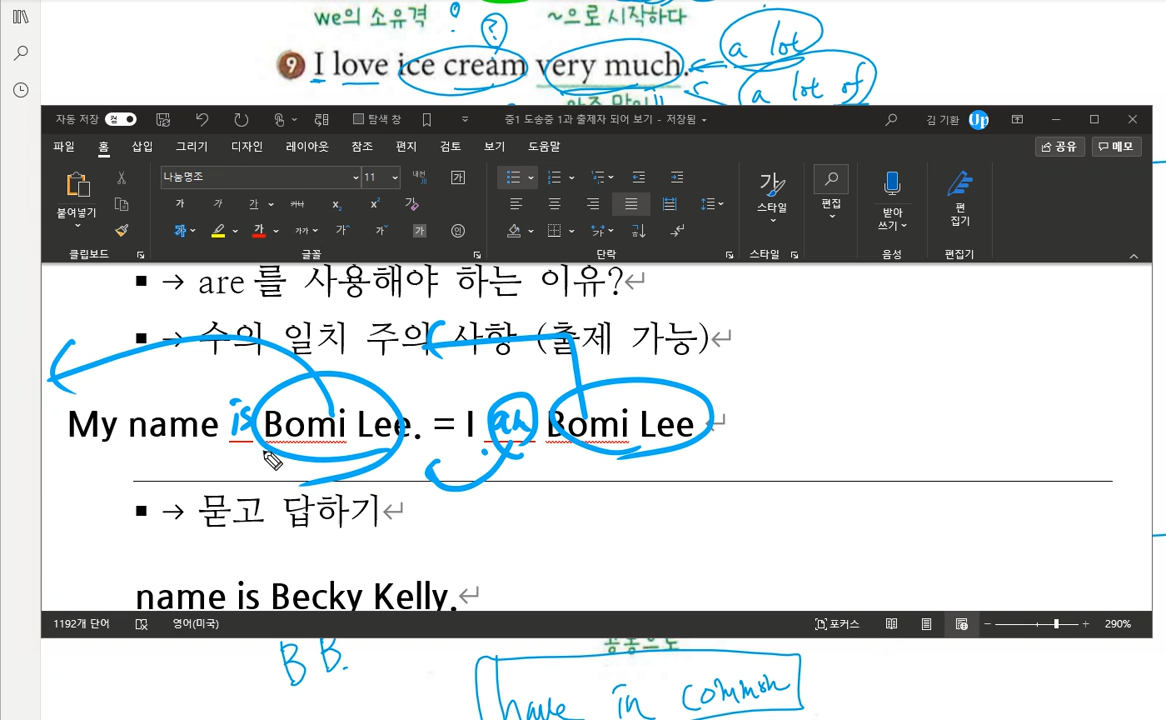 we의 소유격 ~으로 시작하다
?
a lot
9 I love ice cream very much.
a lot of
자동 저장 중1 도송중 1과 출제자 되어 보기 - 저장됨 김 기환
탐색 창
파일 홈 삽입 그리기 디자인 레이아웃 참조 편지 검토 보기 도움말 공유 메모
나눔명조 11
붙여넣기 스타일 편집 받아쓰기 편집기
클립보드 글꼴 단락 스타일 음성 편집기
■ → are 를 사용해야 하는 이유?
■ → 수의 일치 주의 사항 (출제 가능)
My name is Bomi Lee. = I am Bomi Lee
■ → 묻고 답하기
name is Becky Kelly.
1192개 단어 영어(미국) 포커스 290%
공통으로
B B.
have in common